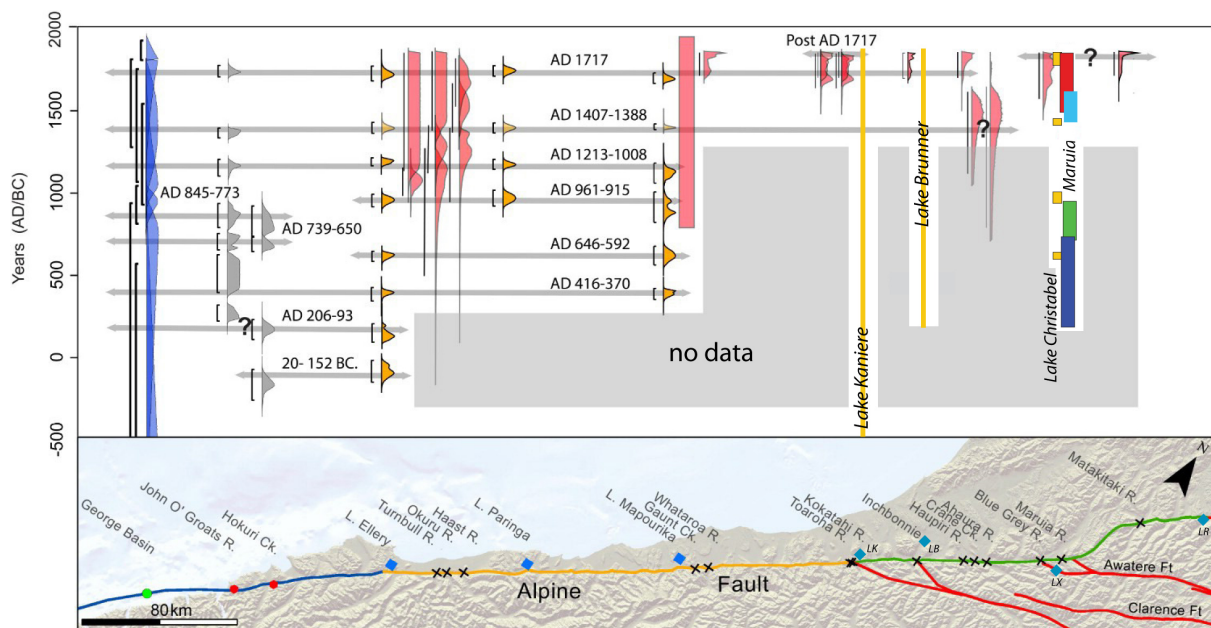 2000
1500
1000
500
0
-500
Years (AD/BC)
Post AD 1717
AD 1717
?
AD 1407-1388
?
AD 1213-1008
AD 845-773
AD 961-915
AD 739-650
AD 646-592
AD 416-370
AD 206-93
?
20- 152 BC.
no data
Lake Kaniere
Lake Brunner
Lake Christabel
Maruia
George Basin
John O' Groats R.
Hokuri Ck.
L. Ellery
Turnbull R.
Okuru R.
Haast R.
L. Paringa
L. Mapourika
Whataroa R.
Gaunt Ck.
Toaroha R.
Kokatahi R.
Inchbonnie
Haupiri R.
Crane Ck.
Ahaura R.
Blue Grey R.
Maruia R.
Matakitaki R.
N
LK
LB
LX
LR
Alpine
Fault
Awatere Ft
Clarence Ft
80km